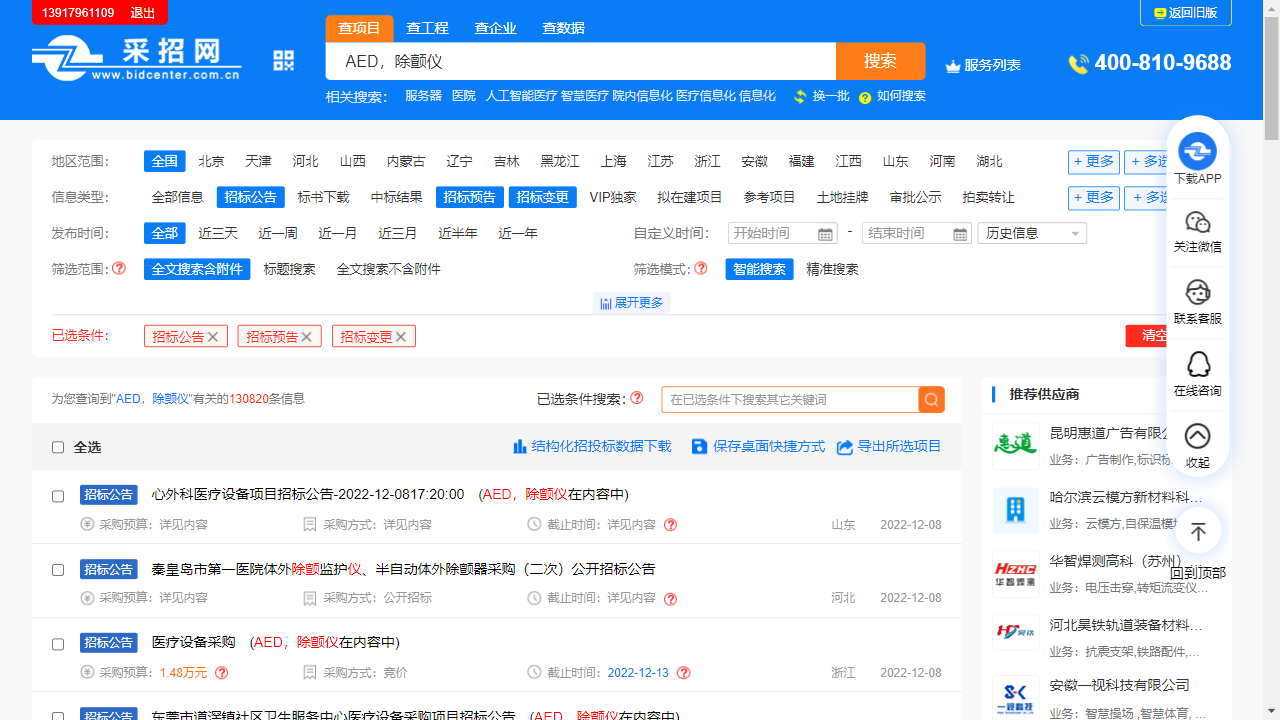 13917961109 退出
返回旧版
查项目 查工程 查企业 查数据
采招网
www.bidcenter.com.cn
AED，除颤仪
搜索
服务列表
400-810-9688
相关搜索： 服务器 医院 人工智能医疗 智慧医疗 院内信息化 医疗信息化 信息化 换一批 如何搜索
地区范围： 全国 北京 天津 河北 山西 内蒙古 辽宁 吉林 黑龙江 上海 江苏 浙江 安徽 福建 江西 山东 河南 湖北 + 更多 + 多选
信息类型： 全部信息 招标公告 标书下载 中标结果 招标预告 招标变更 VIP独家 拟在建项目 参考项目 土地挂牌 审批公示 拍卖转让 + 更多 + 多选
发布时间： 全部 近三天 近一周 近一月 近三月 近半年 近一年 自定义时间： 开始时间 - 结束时间 历史信息
筛选范围： 全文搜索含附件 标题搜索 全文搜索不含附件 筛选模式： 智能搜索 精准搜索
展开更多
已选条件： 招标公告 招标预告 招标变更 清空
下载APP
关注微信
联系客服
在线咨询
收起
回到顶部
为您查询到"AED，除颤仪"有关的130820条信息 已选条件搜索： 在已选条件下搜索其它关键词
全选 结构化招投标数据下载 保存桌面快捷方式 导出所选项目
招标公告 心外科医疗设备项目招标公告-2022-12-0817:20:00 (AED，除颤仪在内容中)
采购预算：详见内容 采购方式：详见内容 截止时间：详见内容 山东 2022-12-08
招标公告 秦皇岛市第一医院体外除颤监护仪、半自动体外除颤器采购（二次）公开招标公告
采购预算：详见内容 采购方式：公开招标 截止时间：详见内容 河北 2022-12-08
招标公告 医疗设备采购 (AED，除颤仪在内容中)
采购预算：1.48万元 采购方式：竞价 截止时间：2022-12-13 浙江 2022-12-08
招标公告 东莞市道滘镇社区卫生服务中心医疗设备采购项目招标公告 (AED，除颤仪在内容中)
推荐供应商
惠道
昆明惠道广告有限公
业务：广告制作,标识标
哈尔滨云模方新材料科...
业务：云模方,自保温模块
HZHC
华智焊测
华智焊测高科（苏州）
业务：电压击穿,转矩流变仪...
昊铁
河北昊铁轨道装备材料...
业务：抗震支架,铁路配件,...
一视科技
安徽一视科技有限公司
业务：智慧操场 ,智慧体育, ...